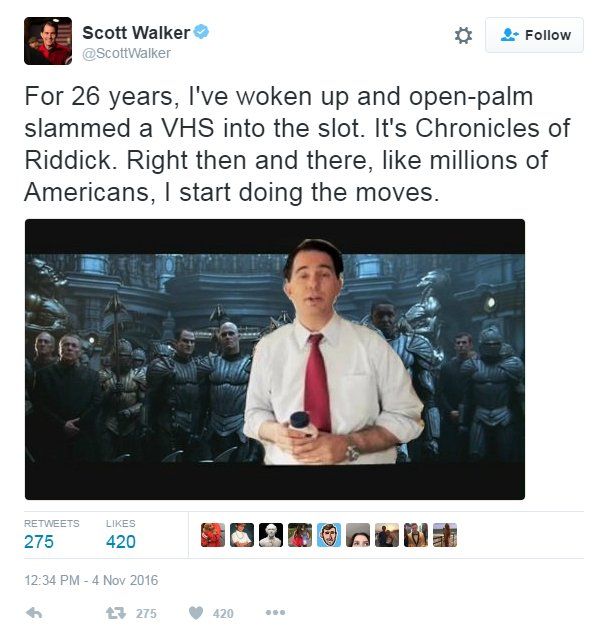 Scott Walker
@ScottWalker
Follow
For 26 years, I've woken up and open-palm
slammed a VHS into the slot. It's Chronicles of
Riddick. Right then and there, like millions of
Americans, I start doing the moves.
RETWEETS LIKES
275 420
12:34 PM - 4 Nov 2016
275 420